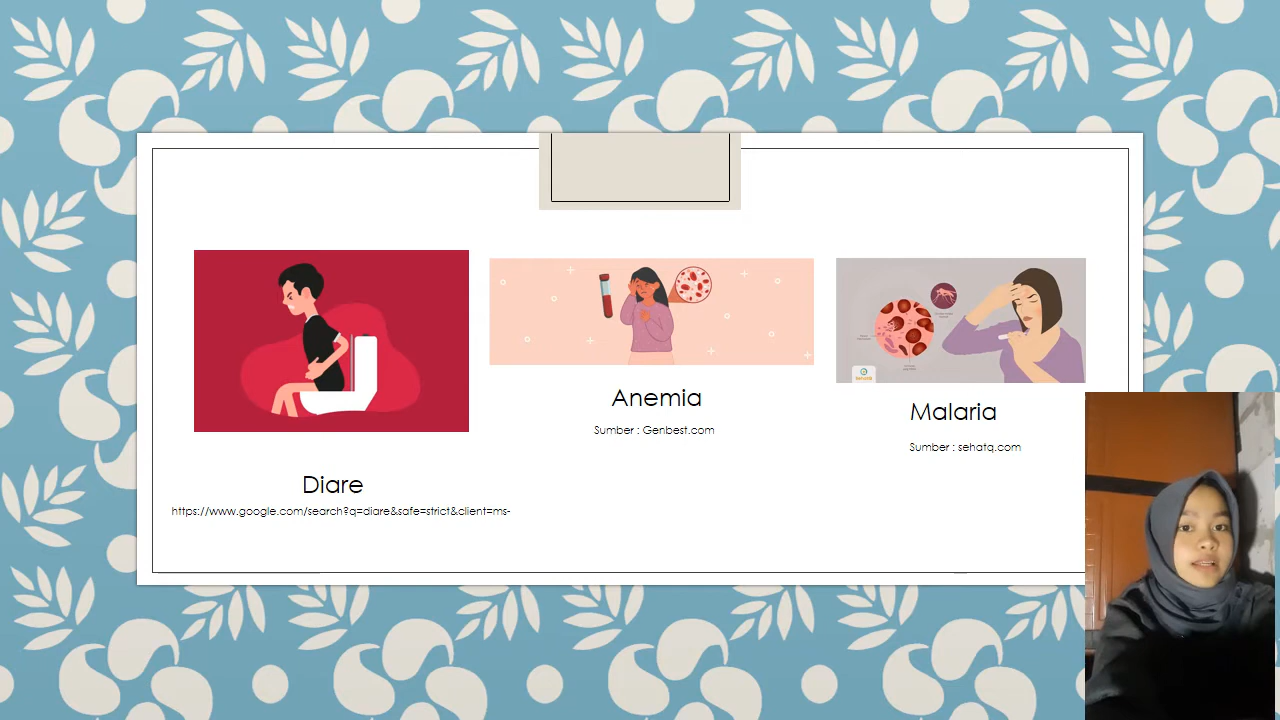 Diare
https://www.google.com/search?q=diare&safe=strict&client=ms-
Anemia
Sumber : Genbest.com
Malaria
Sumber : sehatq.com